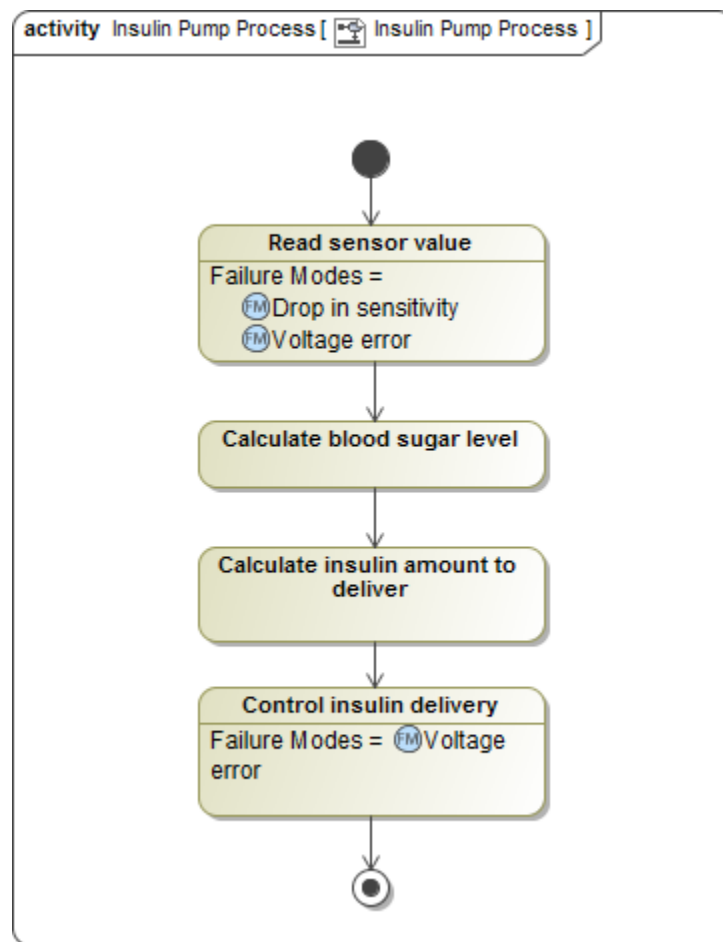 activity Insulin Pump Process [ Insulin Pump Process ]
Read sensor value
Failure Modes =
FM Drop in sensitivity
FM Voltage error
Calculate blood sugar level
Calculate insulin amount to
deliver
Control insulin delivery
Failure Modes = FM Voltage
error